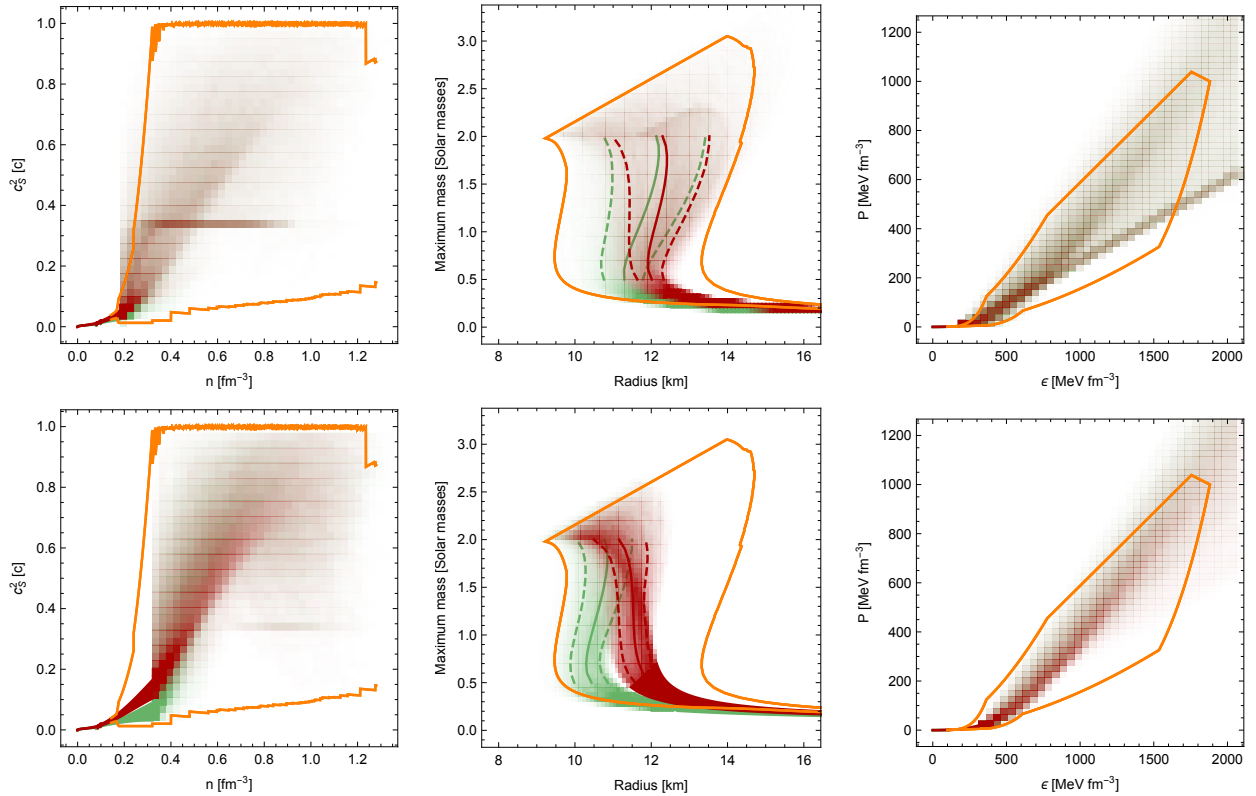 1.0
0.8
0.6
0.4
0.2
0.0
c_S^2 [c]
0.0 0.2 0.4 0.6 0.8 1.0 1.2
n [fm⁻³]
3.0
2.5
2.0
1.5
1.0
0.5
0.0
Maximum mass [Solar masses]
8 10 12 14 16
Radius [km]
1200
1000
800
600
400
200
0
P [MeV fm⁻³]
0 500 1000 1500 2000
ϵ [MeV fm⁻³]
1.0
0.8
0.6
0.4
0.2
0.0
c_S^2 [c]
0.0 0.2 0.4 0.6 0.8 1.0 1.2
n [fm⁻³]
3.0
2.5
2.0
1.5
1.0
0.5
0.0
Maximum mass [Solar masses]
8 10 12 14 16
Radius [km]
1200
1000
800
600
400
200
0
P [MeV fm⁻³]
0 500 1000 1500 2000
ϵ [MeV fm⁻³]